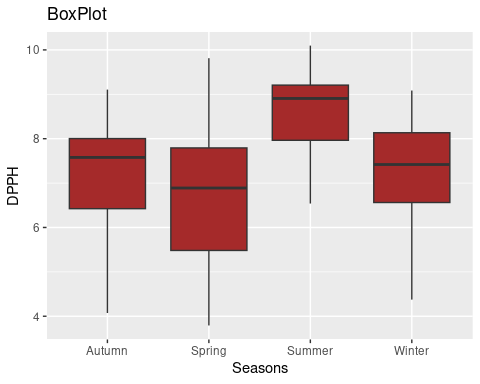 BoxPlot
10
8
6
4
DPPH
Autumn Spring Summer Winter
Seasons